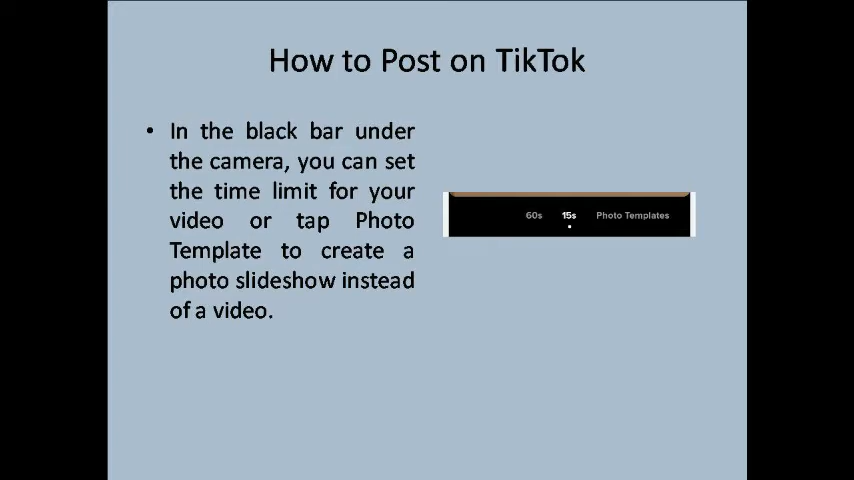 How to Post on TikTok
• In the black bar under
the camera, you can set
the time limit for your
video or tap Photo
Template to create a
photo slideshow instead
of a video.
60s 15s Photo Templates